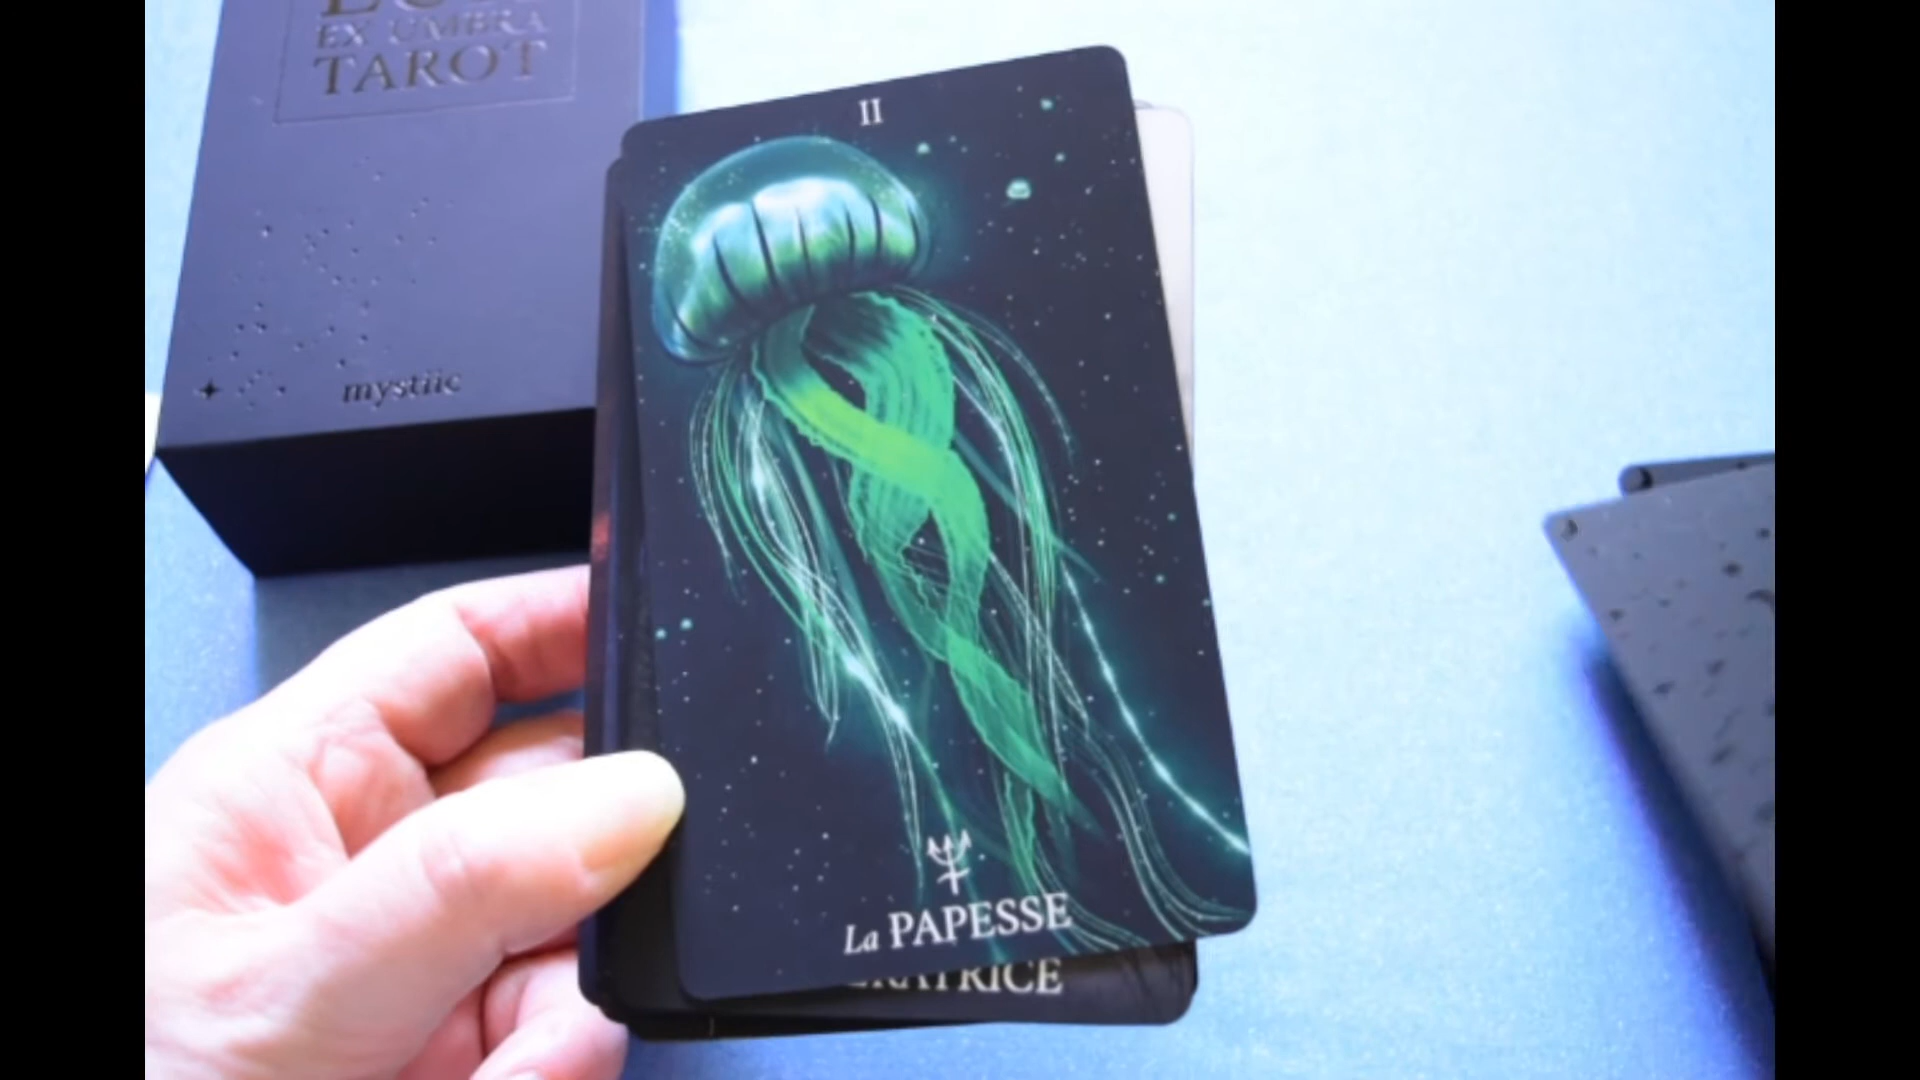 EX UMBRA
TAROT
mystiic
II
La PAPESSE